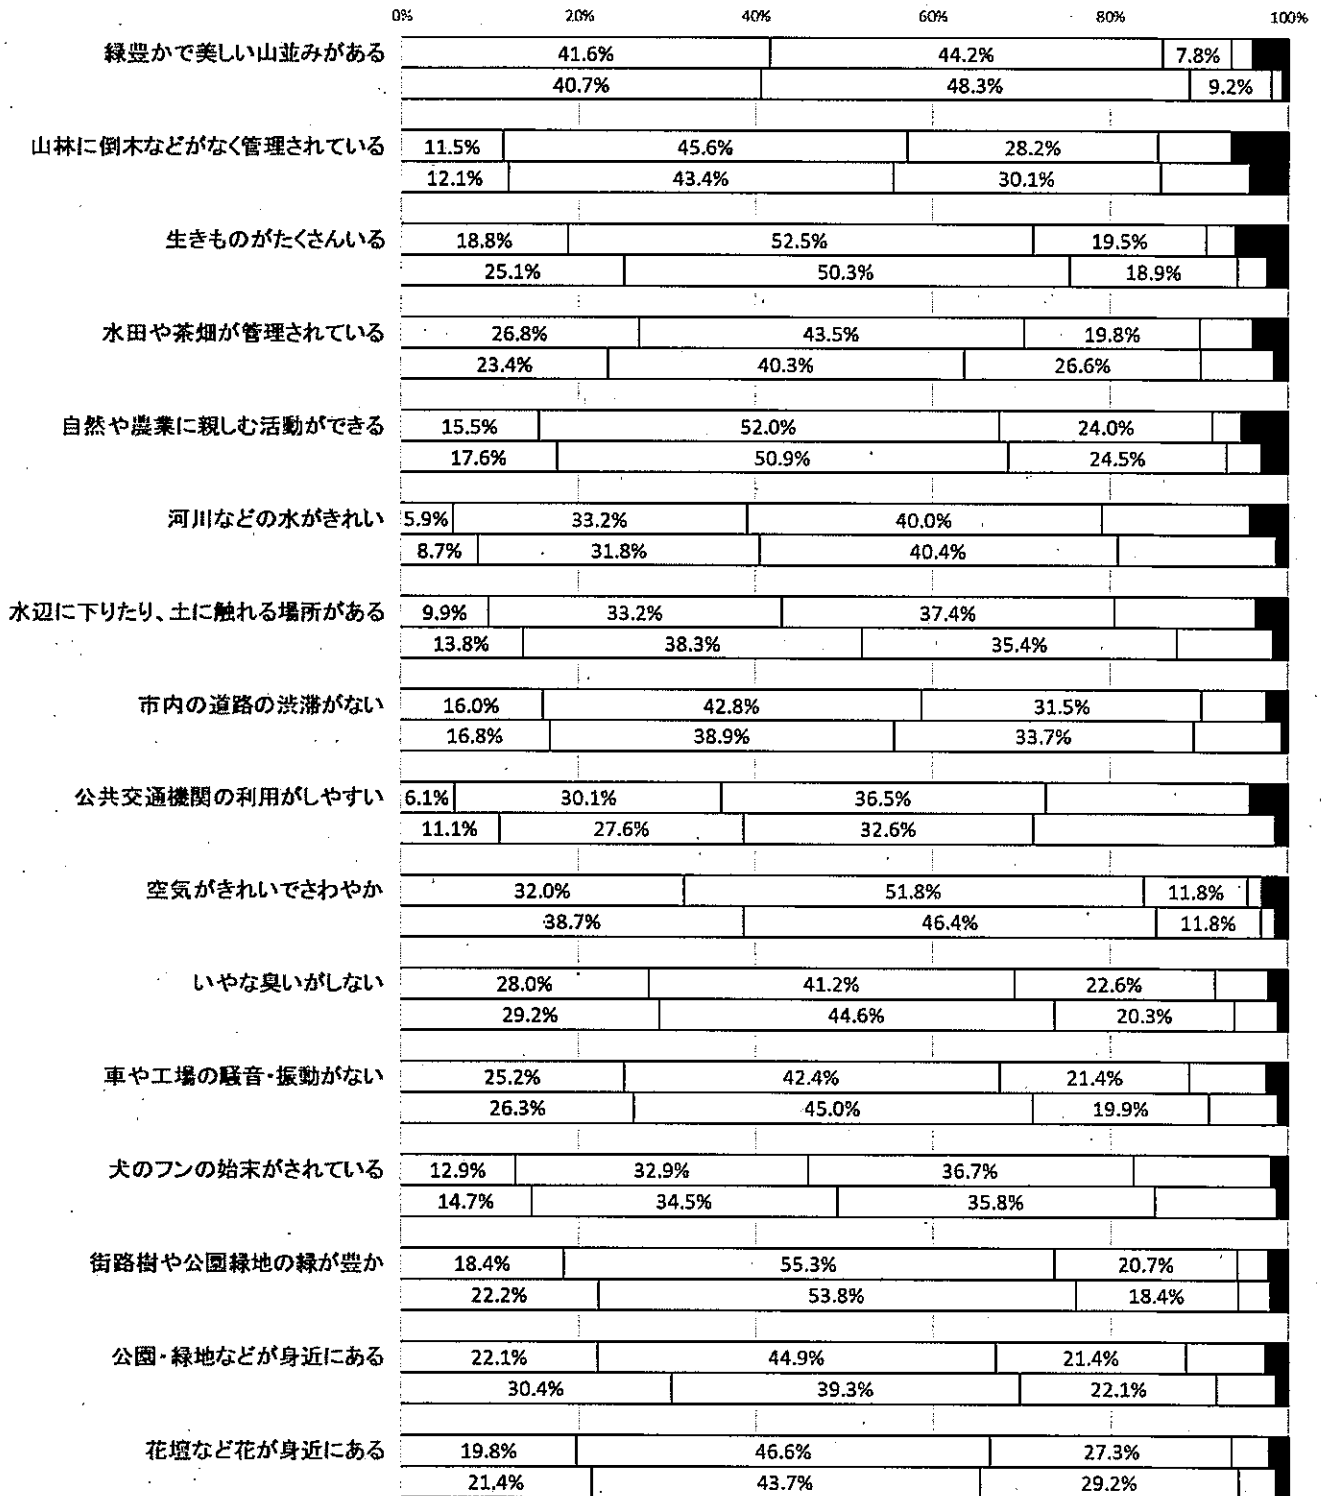 0% 20% 40% 60% 80% 100%
緑豊かで美しい山並みがある 41.6% 44.2% 7.8%
40.7% 48.3% 9.2%
山林に倒木などがなく管理されている 11.5% 45.6% 28.2%
12.1% 43.4% 30.1%
生きものがたくさんいる 18.8% 52.5% 19.5%
25.1% 50.3% 18.9%
水田や茶畑が管理されている 26.8% 43.5% 19.8%
23.4% 40.3% 26.6%
自然や農業に親しむ活動ができる 15.5% 52.0% 24.0%
17.6% 50.9% 24.5%
河川などの水がきれい 5.9% 33.2% 40.0%
8.7% 31.8% 40.4%
水辺に下りたり、土に触れる場所がある 9.9% 33.2% 37.4%
13.8% 38.3% 35.4%
市内の道路の渋滞がない 16.0% 42.8% 31.5%
16.8% 38.9% 33.7%
公共交通機関の利用がしやすい 6.1% 30.1% 36.5%
11.1% 27.6% 32.6%
空気がきれいでさわやか 32.0% 51.8% 11.8%
38.7% 46.4% 11.8%
いやな臭いがしない 28.0% 41.2% 22.6%
29.2% 44.6% 20.3%
車や工場の騒音・振動がない 25.2% 42.4% 21.4%
26.3% 45.0% 19.9%
犬のフンの始末がされている 12.9% 32.9% 36.7%
14.7% 34.5% 35.8%
街路樹や公園緑地の緑が豊か 18.4% 55.3% 20.7%
22.2% 53.8% 18.4%
公園・緑地などが身近にある 22.1% 44.9% 21.4%
30.4% 39.3% 22.1%
花壇など花が身近にある 19.8% 46.6% 27.3%
21.4% 43.7% 29.2%